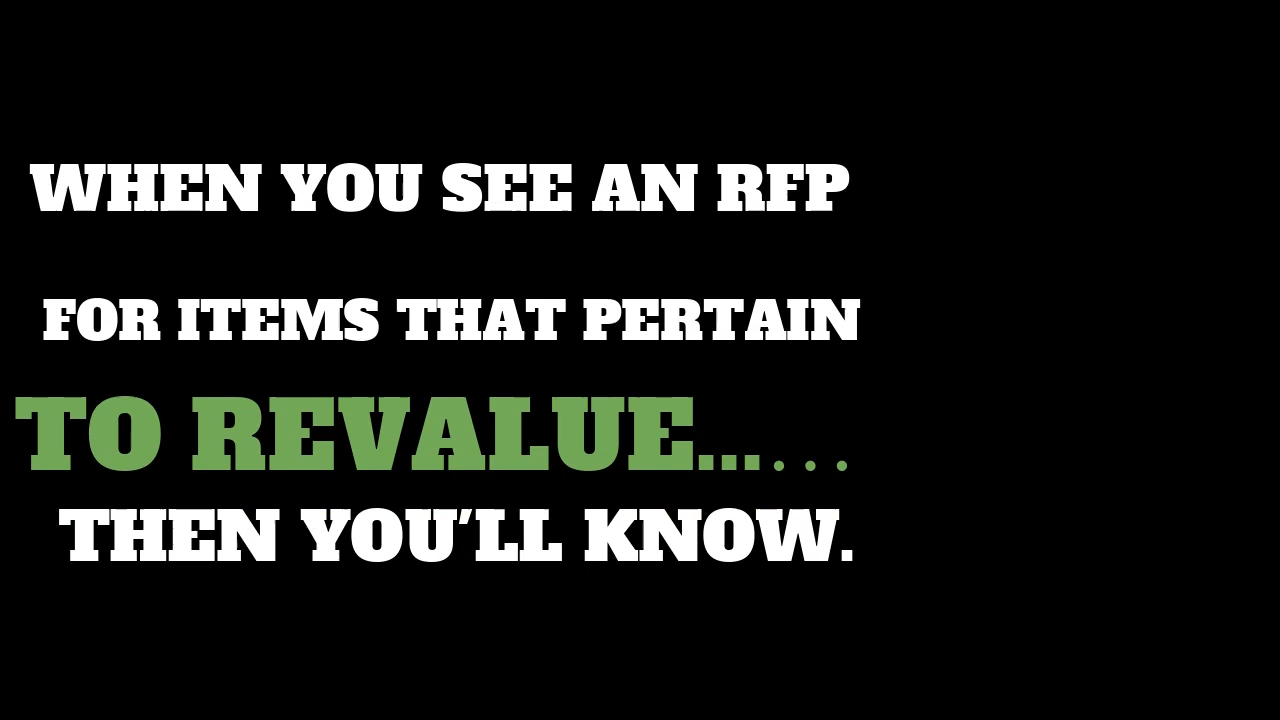 WHEN YOU SEE AN RFP
FOR ITEMS THAT PERTAIN
TO REVALUE......
THEN YOU'LL KNOW.